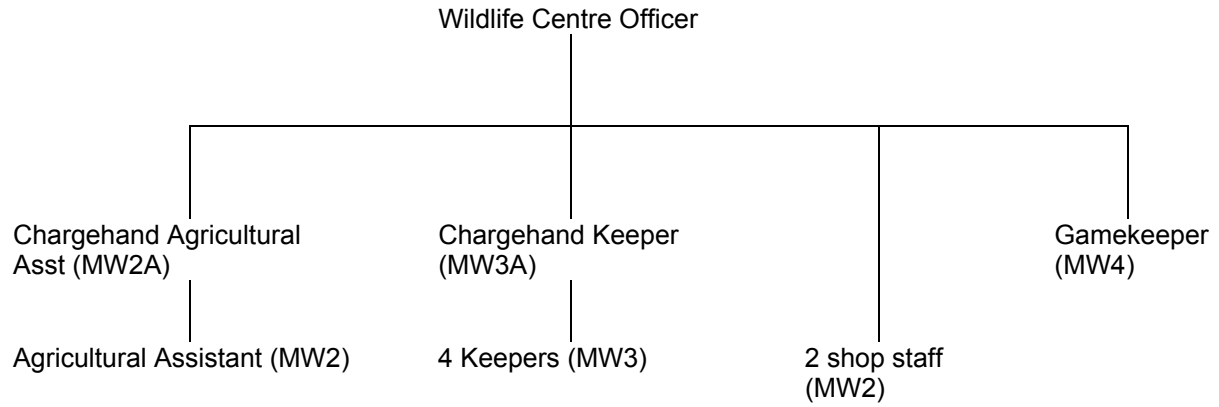 Wildlife Centre Officer
Chargehand Agricultural
Asst (MW2A)
Chargehand Keeper
(MW3A)
Gamekeeper
(MW4)
Agricultural Assistant (MW2)
4 Keepers (MW3)
2 shop staff
(MW2)